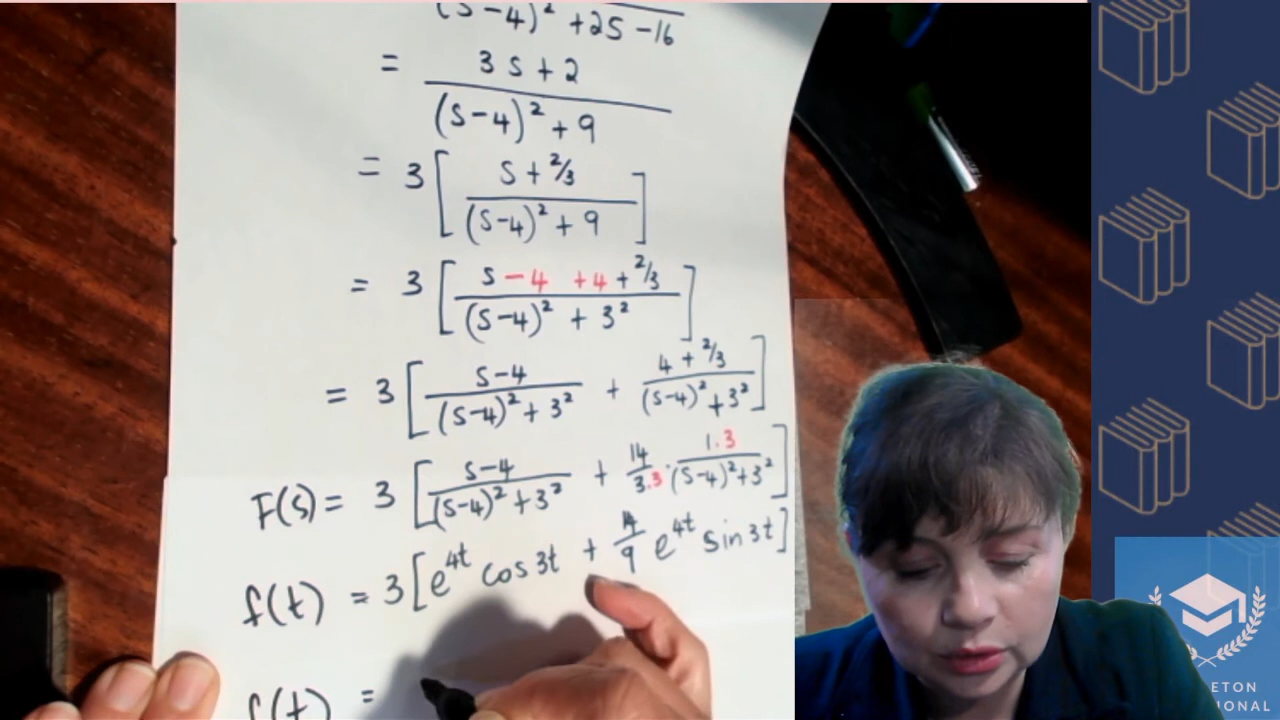 (s-4)² +25-16
= 3s+2
(s-4)² + 9
= 3 [ s + 2/3
(s-4)² + 9 ]
= 3 [ s -4 +4 + 2/3
(s-4)² + 3² ]
= 3 [ s-4 + 4 + 2/3
(s-4)² + 3² (s-4)² + 3² ]
F(s) = 3 [ s-4 + 14 . 1.3
(s-4)² + 3² 3.3 (s-4)² + 3² ]
f(t) = 3 [ e^4t cos 3t + 14/9 e^4t sin 3t ]
f(t) =
ETON
IONAL